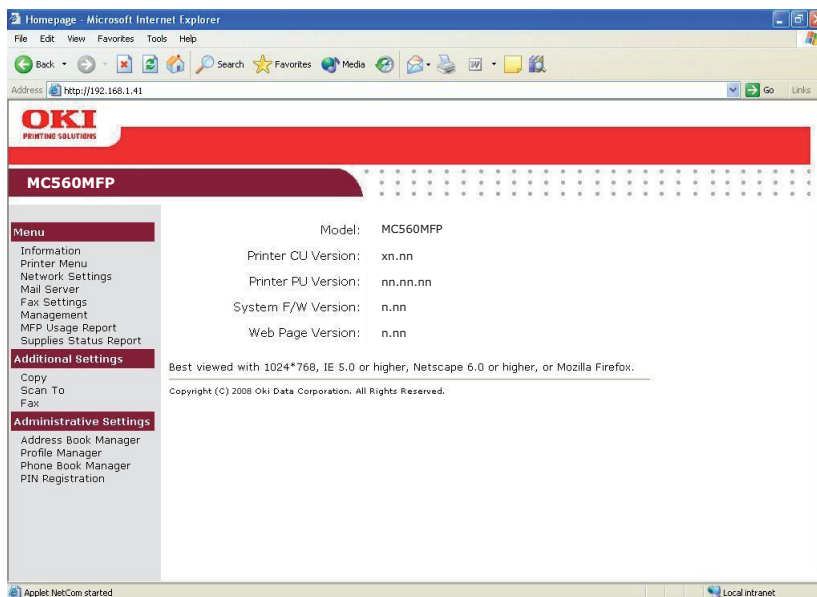 Homepage - Microsoft Internet Explorer
File Edit View Favorites Tools Help
Back Search Favorites Media
Address http://192.168.1.41 Go Links
OKI
PRINTING SOLUTIONS
MC560MFP
Menu
Information
Printer Menu
Network Settings
Mail Server
Fax Settings
Management
MFP Usage Report
Supplies Status Report
Additional Settings
Copy
Scan To
Fax
Administrative Settings
Address Book Manager
Profile Manager
Phone Book Manager
PIN Registration
Model: MC560MFP
Printer CU Version: xn.nn
Printer PU Version: nn.nn.nn
System F/W Version: n.nn
Web Page Version: n.nn
Best viewed with 1024*768, IE 5.0 or higher, Netscape 6.0 or higher, or Mozilla Firefox.
Copyright (C) 2008 Oki Data Corporation. All Rights Reserved.
Applet NetCom started Local intranet